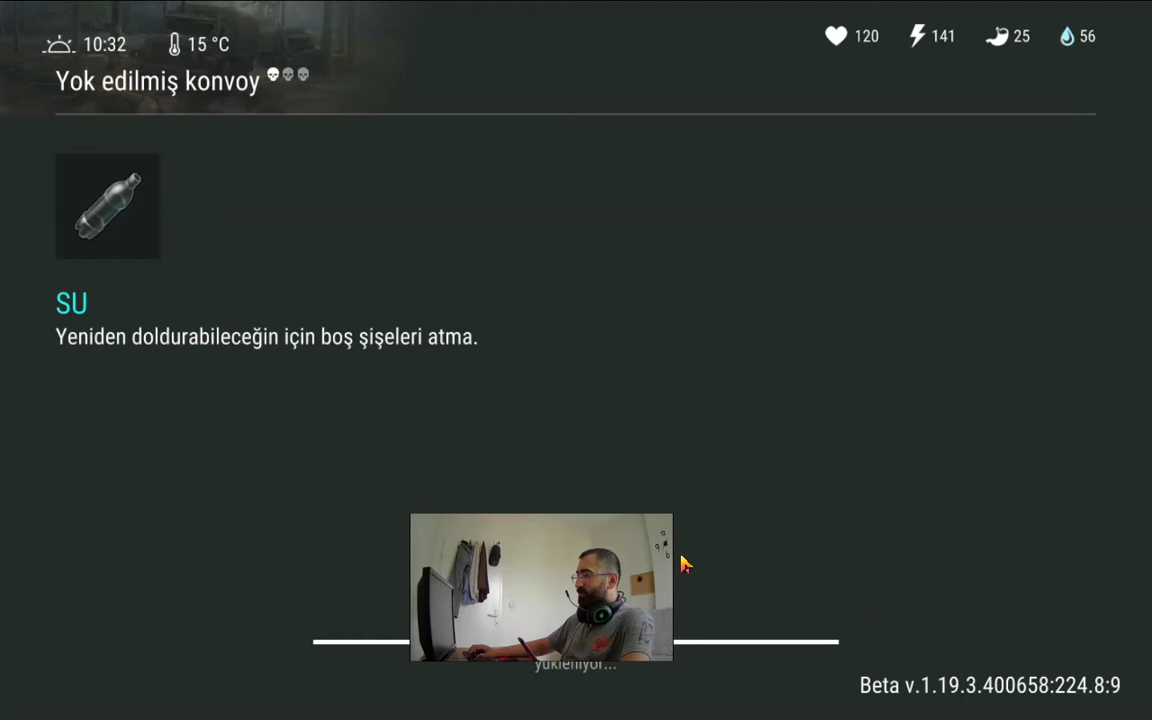 10:32 15 °C 120 141 25 56
Yok edilmiş konvoy
SU
Yeniden doldurabileceğin için boş şişeleri atma.
yükleniyor...
Beta v.1.19.3.400658:224.8:9